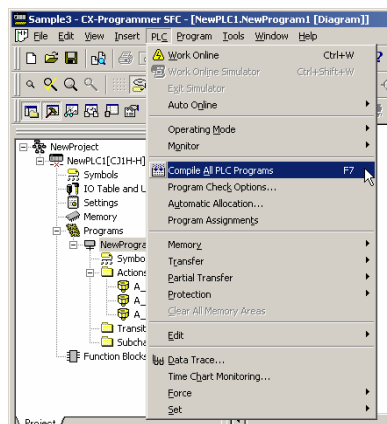 Sample3 - CX-Programmer SFC - [NewPLC1.NewProgram1 [Diagram]]
File Edit View Insert PLC Program Tools Window Help
Work Online Ctrl+W
Work Online Simulator Ctrl+Shift+W
Exit Simulator
Auto Online
Operating Mode
Monitor
Compile All PLC Programs F7
Program Check Options...
Automatic Allocation...
Program Assignments
Memory
Transfer
Partial Transfer
Protection
Clear All Memory Areas
Edit
Data Trace...
Time Chart Monitoring...
Force
Set
NewProject
NewPLC1[CJ1H-H]
Symbols
IO Table and U
Settings
Memory
Programs
NewProgra
Symbo
Actions
A_
A_
A_
Transit
Subcha
Function Blocks
Project